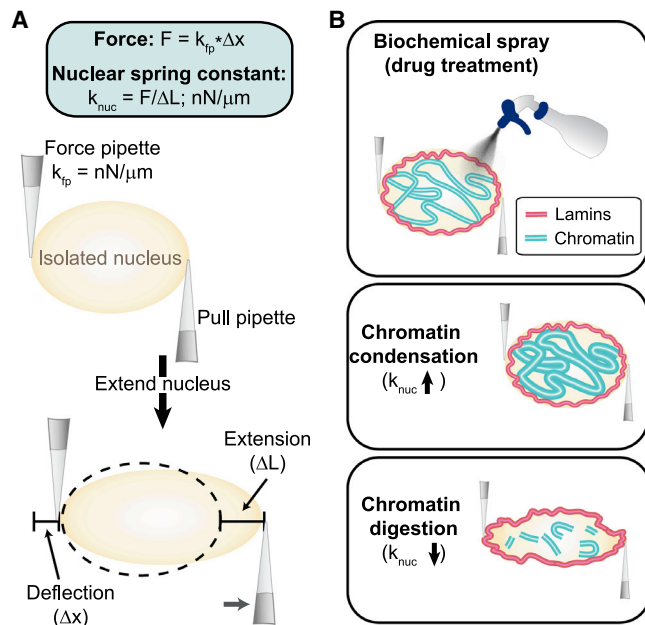 A
Force: F = k_fp*Δx
Nuclear spring constant:
k_nuc = F/ΔL; nN/μm
Force pipette
k_fp = nN/μm
Isolated nucleus
Pull pipette
Extend nucleus
Extension
(ΔL)
Deflection
(Δx)
B
Biochemical spray
(drug treatment)
Lamins
Chromatin
Chromatin
condensation
(k_nuc ↑)
Chromatin
digestion
(k_nuc ↓)